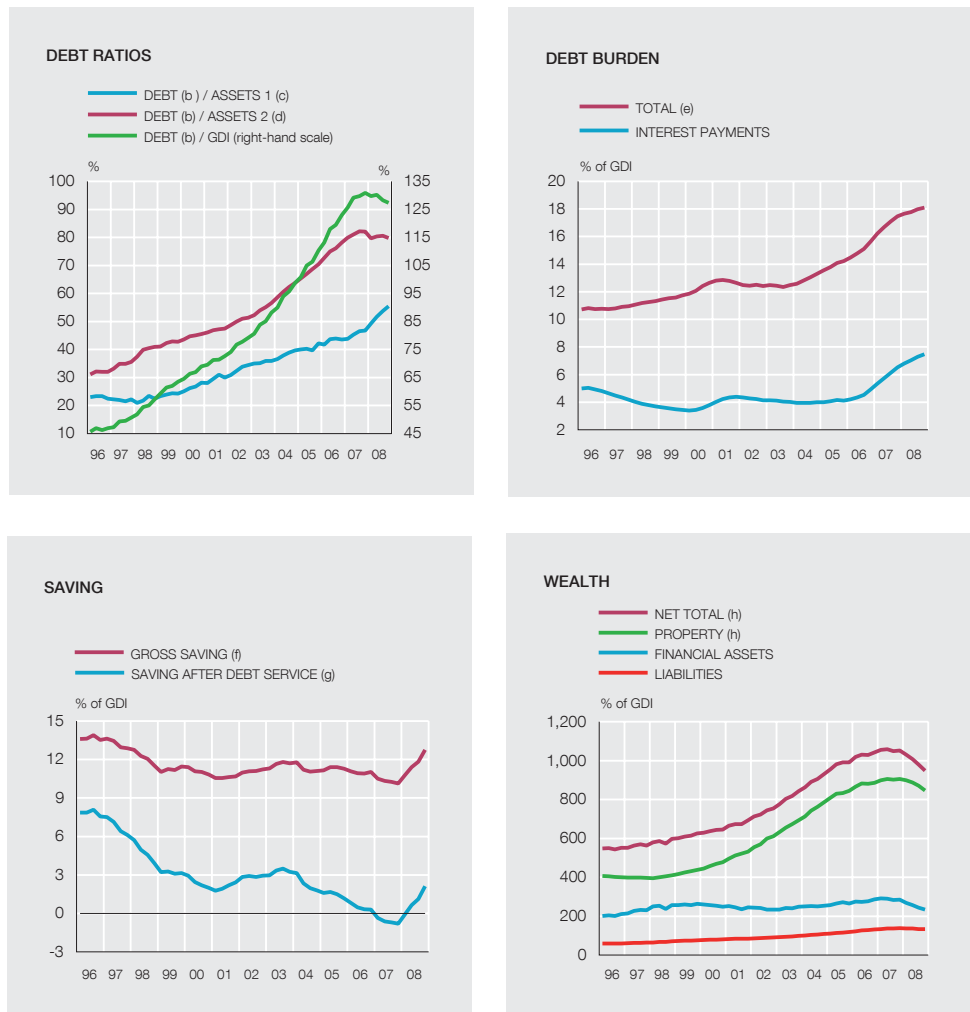 DEBT RATIOS
DEBT (b ) / ASSETS 1 (c)
DEBT (b) / ASSETS 2 (d)
DEBT (b) / GDI (right-hand scale)
% %
100 135
90 125
80 115
70 105
60 95
50 85
40 75
30 65
20 55
10 45
96 97 98 99 00 01 02 03 04 05 06 07 08
DEBT BURDEN
TOTAL (e)
INTEREST PAYMENTS
% of GDI
20
18
16
14
12
10
8
6
4
2
96 97 98 99 00 01 02 03 04 05 06 07 08
SAVING
GROSS SAVING (f)
SAVING AFTER DEBT SERVICE (g)
% of GDI
15
12
9
6
3
0
-3
96 97 98 99 00 01 02 03 04 05 06 07 08
WEALTH
NET TOTAL (h)
PROPERTY (h)
FINANCIAL ASSETS
LIABILITIES
% of GDI
1,200
1,000
800
600
400
200
0
96 97 98 99 00 01 02 03 04 05 06 07 08